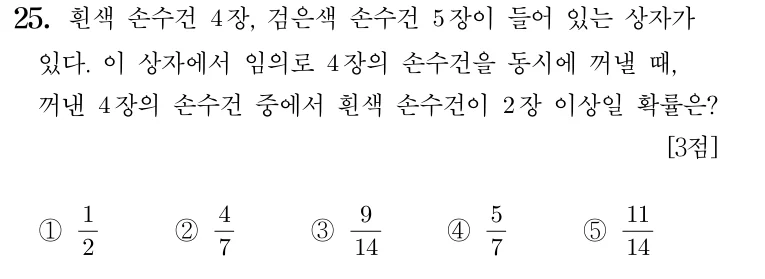 25. 흰색 손수건 4장, 검은색 손수건 5장이 들어 있는 상자가
있다. 이 상자에서 임의로 4장의 손수건을 동시에 꺼낼 때,
꺼낸 4장의 손수건 중에서 흰색 손수건이 2장 이상일 확률은?
[3점]
① 1/2 ② 4/7 ③ 9/14 ④ 5/7 ⑤ 11/14